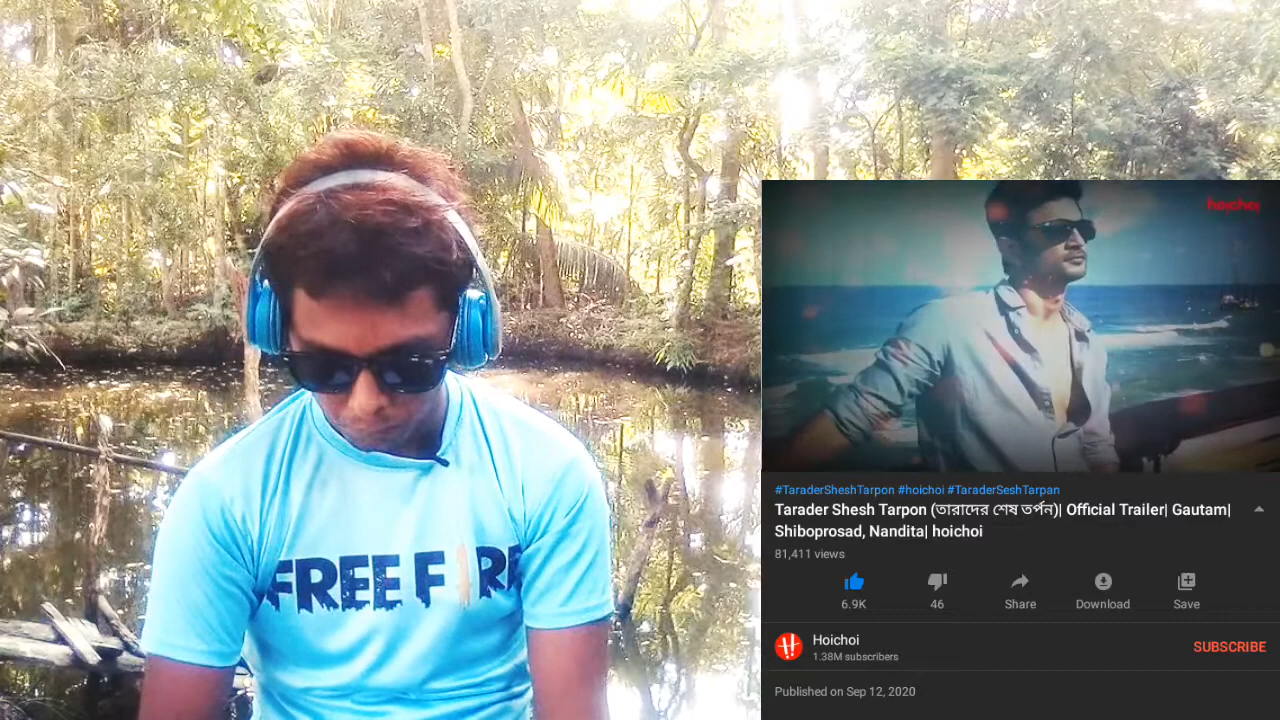 FREE FIRE
hoichoi
#TaraderSheshTarpon #hoichoi #TaraderSeshTarpan
Tarader Shesh Tarpon (তারাদের শেষ তর্পন)| Official Trailer| Gautam|
Shiboprosad, Nandita| hoichoi
81,411 views
6.9K
46
Share
Download
Save
Hoichoi
1.38M subscribers
SUBSCRIBE
Published on Sep 12, 2020